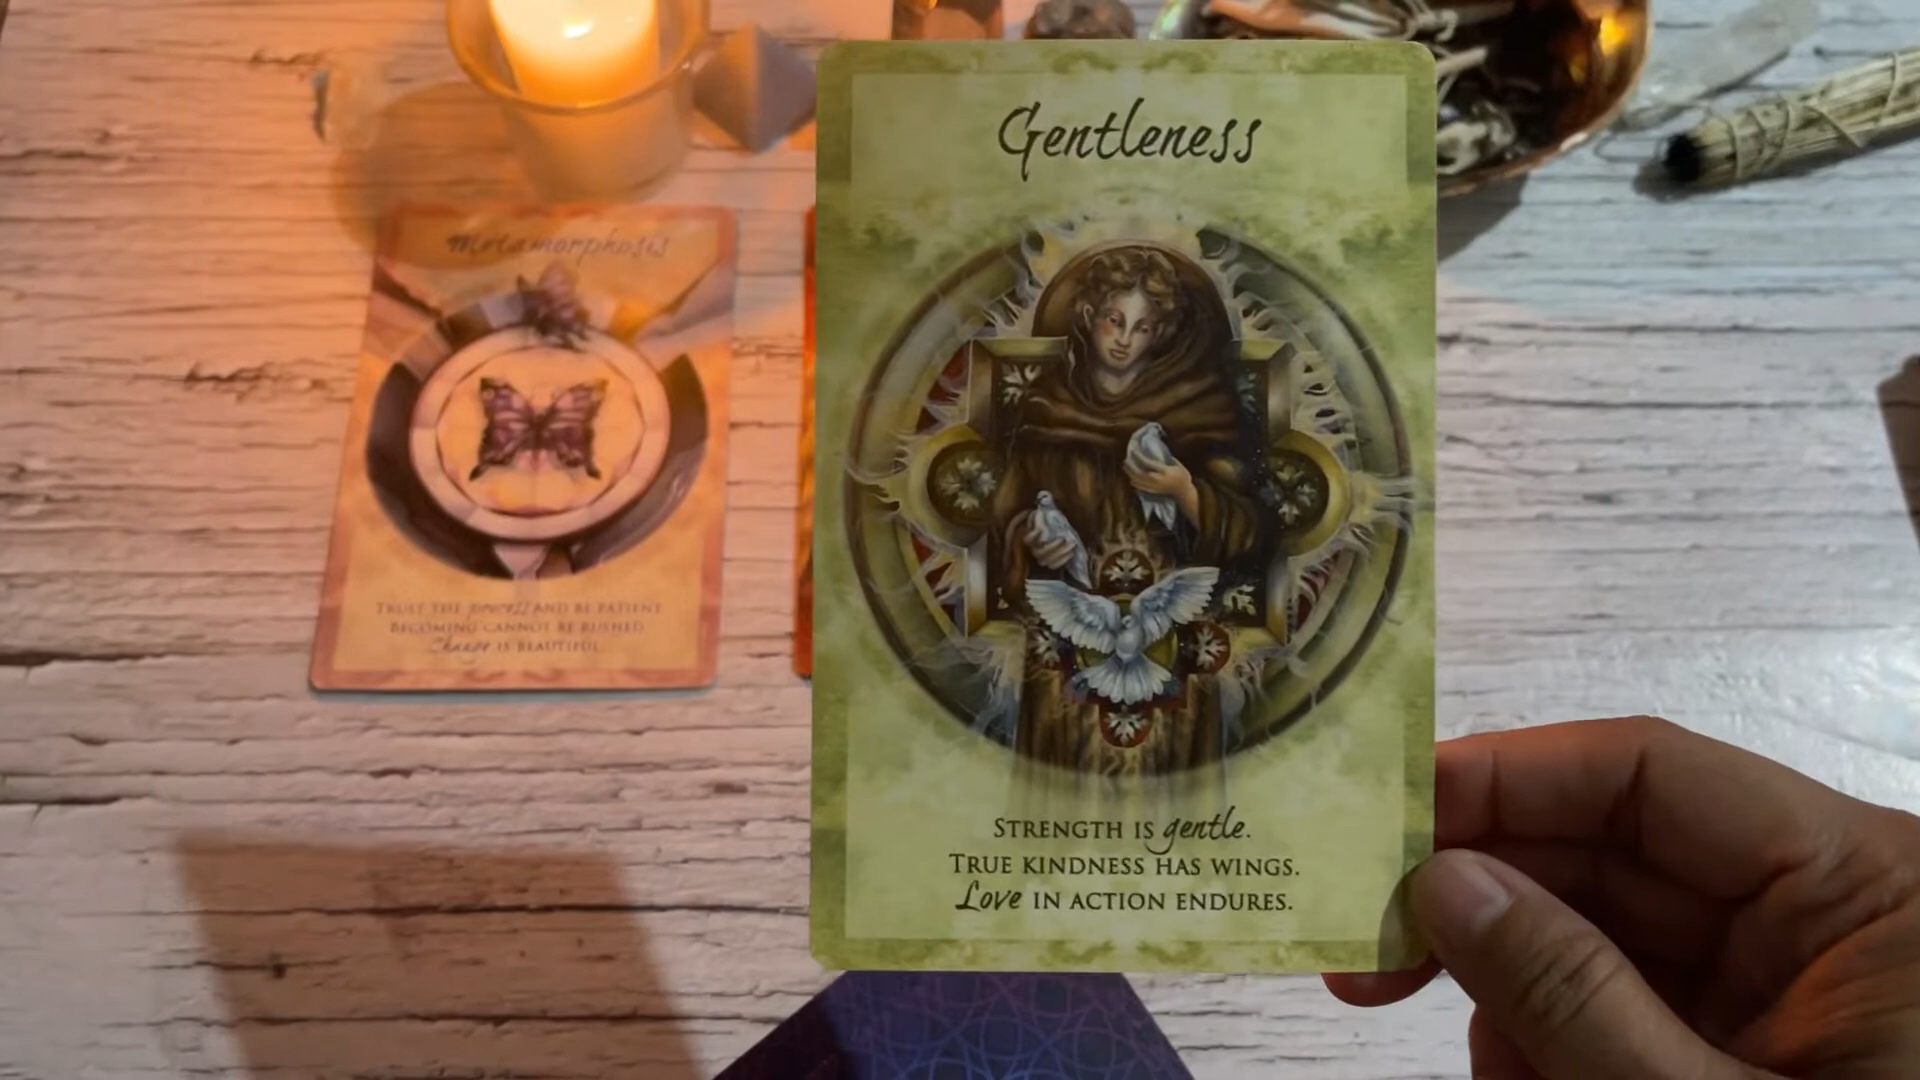 Metamorphosis
TRUST THE process AND BE PATIENT
BECOMING CANNOT BE RUSHED
Change IS BEAUTIFUL.
Gentleness
STRENGTH IS gentle.
TRUE KINDNESS HAS WINGS.
Love IN ACTION ENDURES.